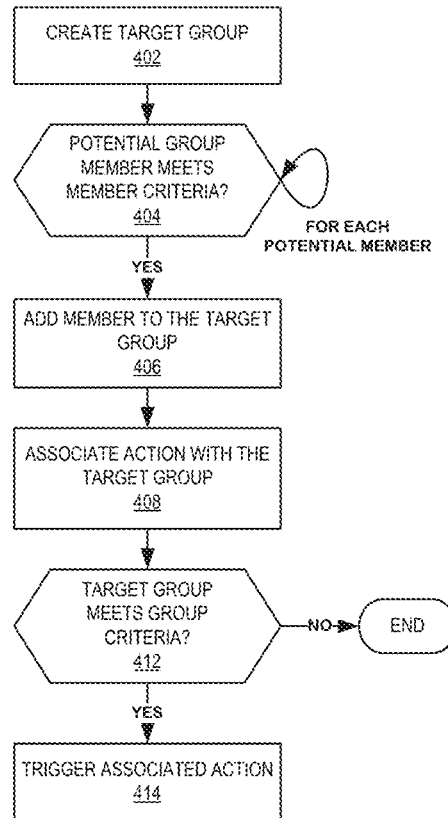 CREATE TARGET GROUP
402
POTENTIAL GROUP
MEMBER MEETS
MEMBER CRITERIA?
404
FOR EACH
POTENTIAL MEMBER
YES
ADD MEMBER TO THE TARGET
GROUP
406
ASSOCIATE ACTION WITH THE
TARGET GROUP
408
TARGET GROUP
MEETS GROUP
CRITERIA?
412
NO
END
YES
TRIGGER ASSOCIATED ACTION
414